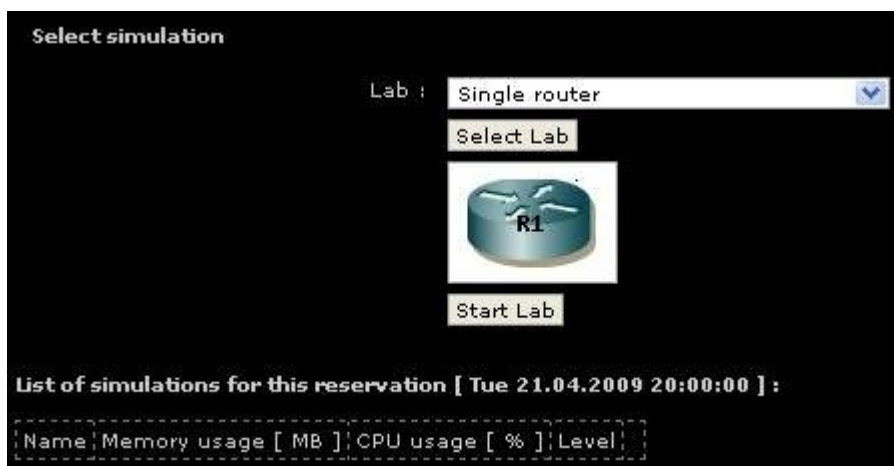 Select simulation
Lab : Single router
Select Lab
R1
Start Lab
List of simulations for this reservation [ Tue 21.04.2009 20:00:00 ] :
Name Memory usage [ MB ] CPU usage [ % ] Level